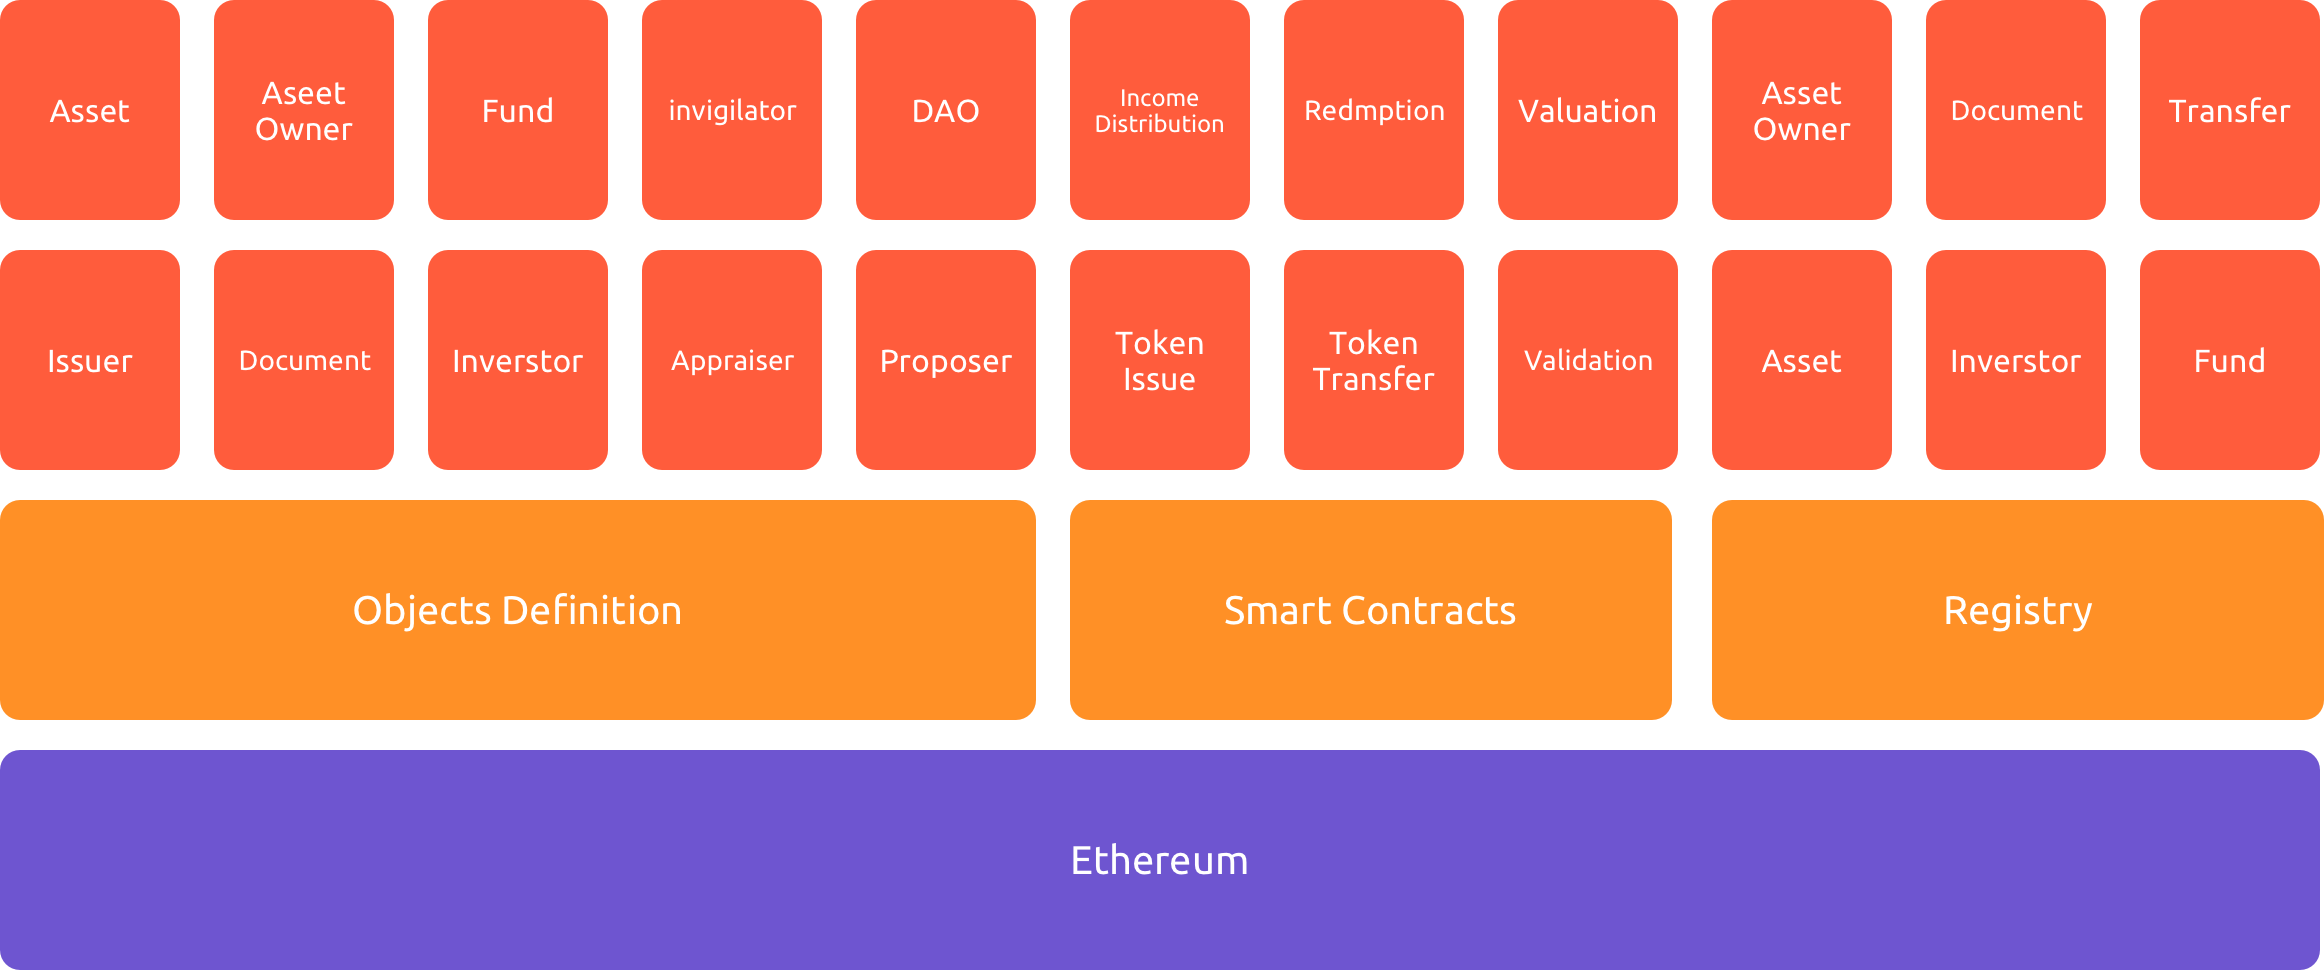 Asset
Aseet
Owner
Fund
invigilator
DAO
Income
Distribution
Redmption
Valuation
Asset
Owner
Document
Transfer
Issuer
Document
Inverstor
Appraiser
Proposer
Token
Issue
Token
Transfer
Validation
Asset
Inverstor
Fund
Objects Definition
Smart Contracts
Registry
Ethereum